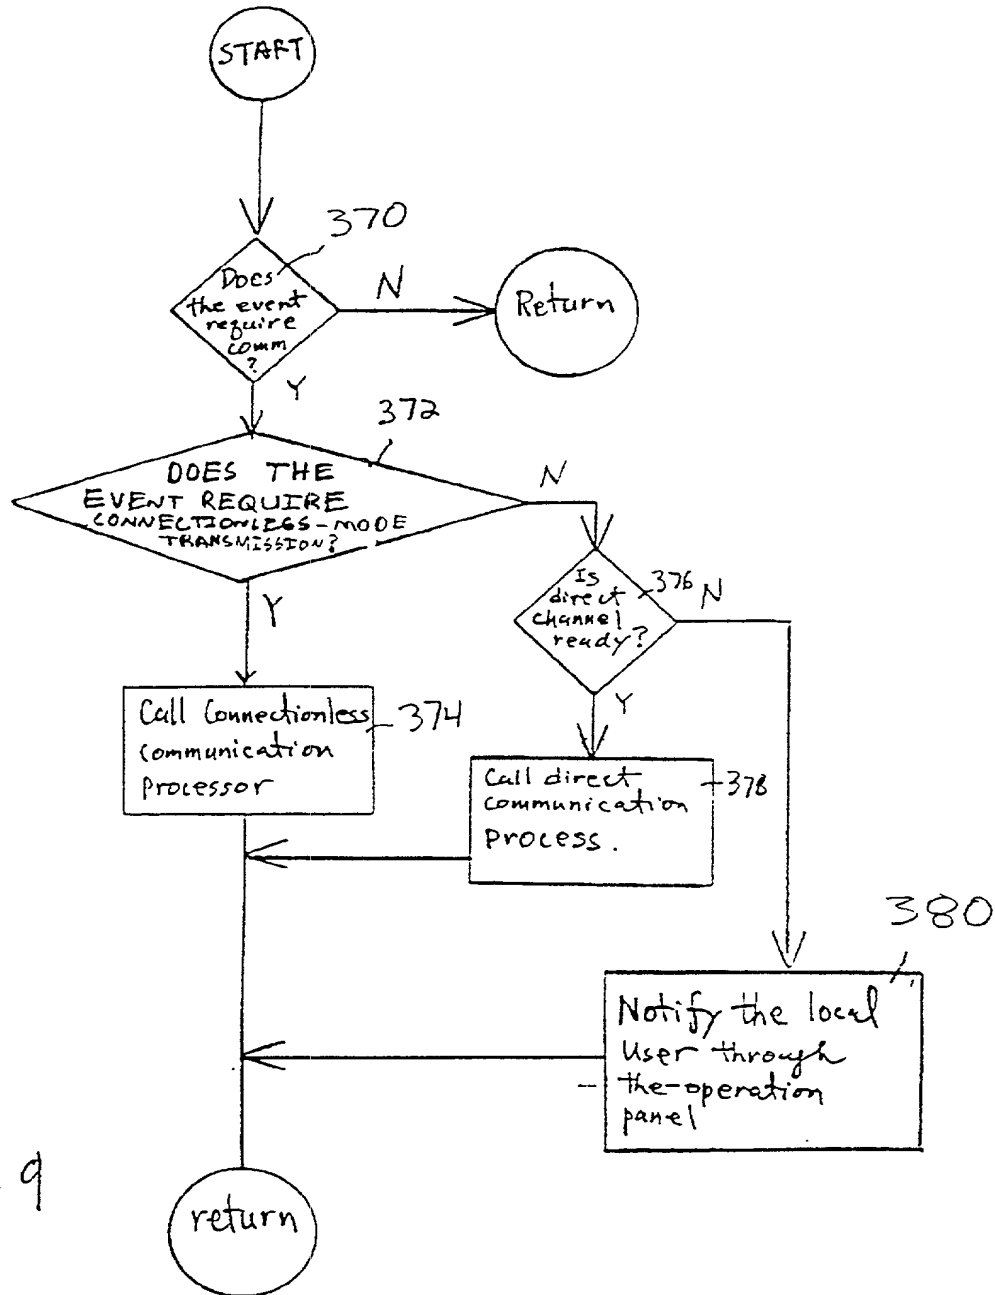 START
370
Does
the event
require
comm
?
N
Return
Y
372
DOES THE
EVENT REQUIRE
CONNECTIONLESS-MODE
TRANSMISSION?
N
Y
Is
direct
channel
ready?
376
N
Y
Call Connectionless
Communication
Processor
374
Call direct
communication
process.
378
380
Notify the local
User through
the-operation
panel
return
9